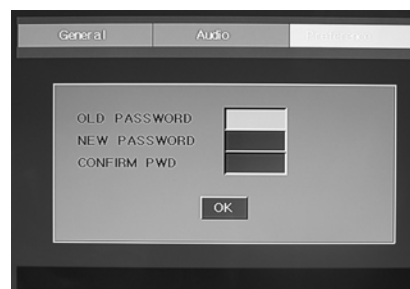 General Audio
OLD PASSWORD
NEW PASSWORD
CONFIRM PWD
OK